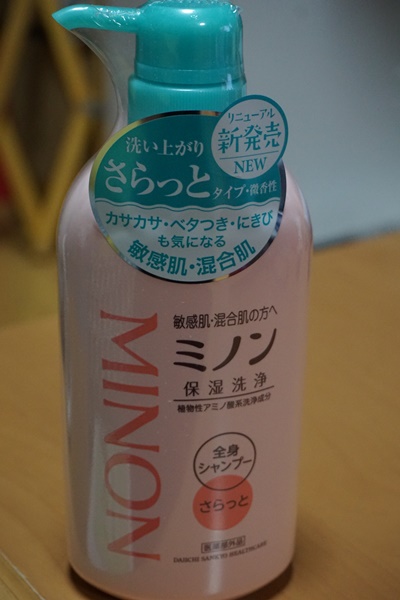 リニューアル
新発売
NEW
洗い上がり
さらっと
タイプ・微香性
カサカサ・ベタつき・にきび
も気になる
敏感肌・混合肌
敏感肌・混合肌の方へ
ミノン
保湿洗浄
植物性アミノ酸系洗浄成分
MINON
全身
シャンプー
さらっと
医薬部外品
DAIICHI SANKYO HEALTHCARE